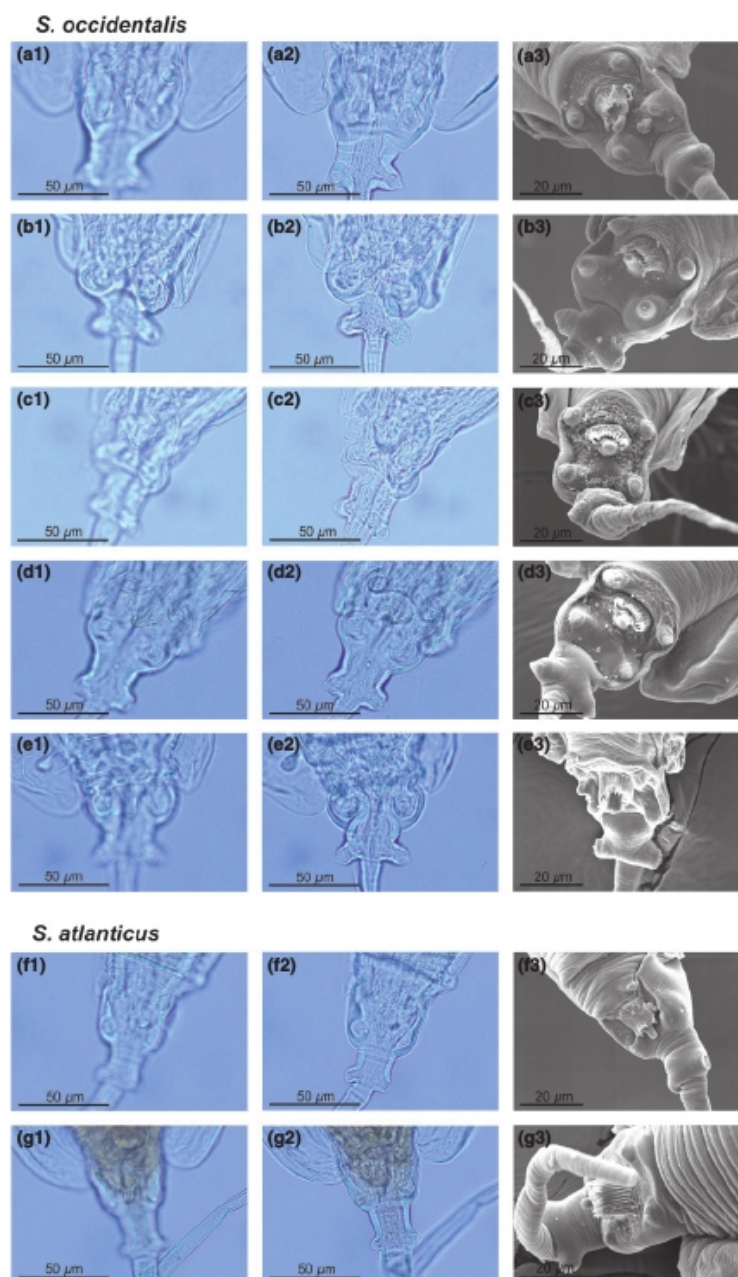 S. occidentalis
(a1) (a2) (a3)
50 µm 50 µm 20 µm
(b1) (b2) (b3)
50 µm 50 µm 20 µm
(c1) (c2) (c3)
50 µm 50 µm 20 µm
(d1) (d2) (d3)
50 µm 50 µm 20 µm
(e1) (e2) (e3)
50 µm 50 µm 20 µm
S. atlanticus
(f1) (f2) (f3)
50 µm 50 µm 20 µm
(g1) (g2) (g3)
50 µm 50 µm 20 µm